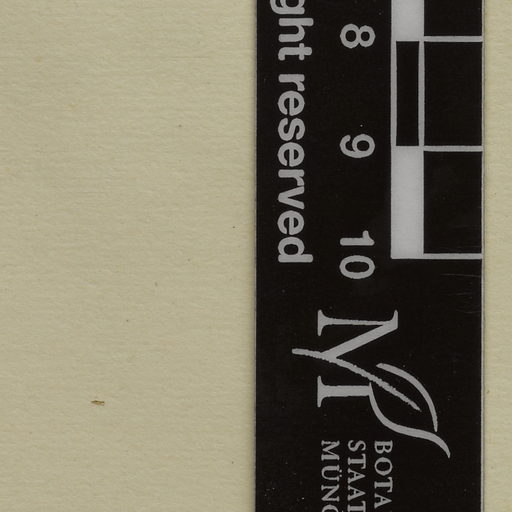 ght reserved
8
9
10
M
BOTA
STAAT
MÜNC